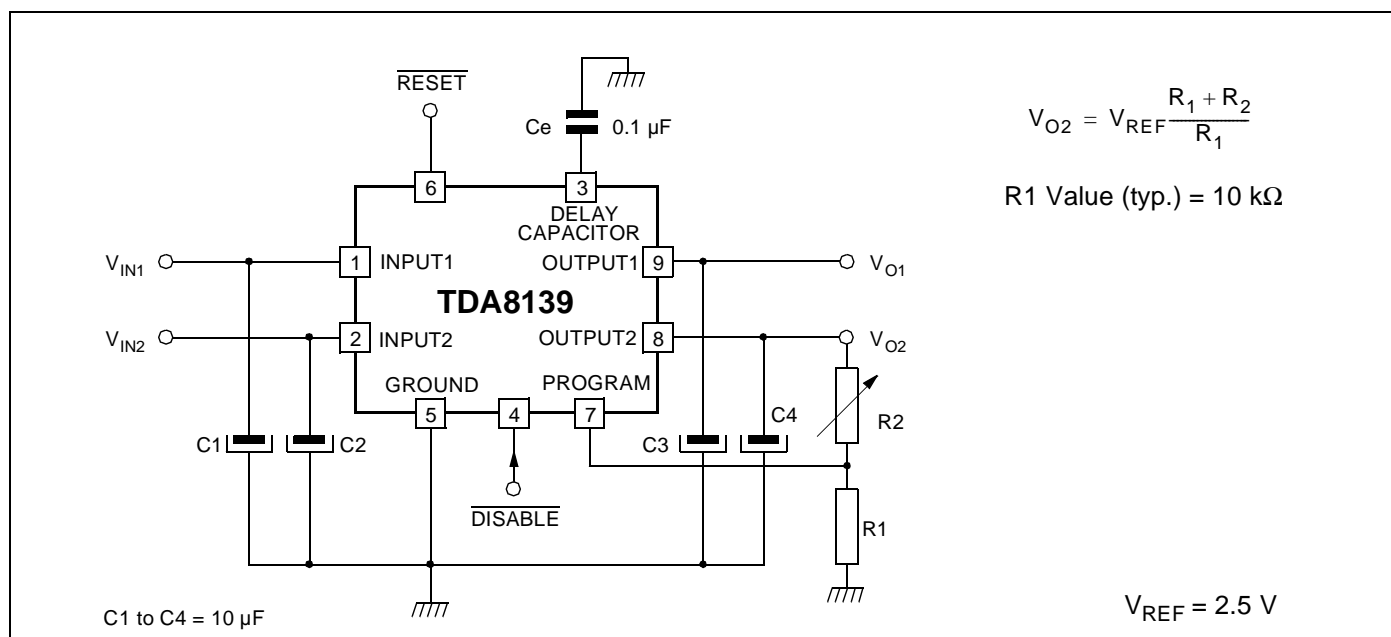 RESET
Ce 0.1 µF
6
3
DELAY
CAPACITOR
V_IN1
1 INPUT1
OUTPUT1 9
V_O1
TDA8139
V_IN2
2 INPUT2
OUTPUT2 8
V_O2
GROUND
PROGRAM
5
4
7
C1
C2
C3
C4
R2
DISABLE
R1
C1 to C4 = 10 µF
V_O2 = V_REF (R_1 + R_2) / R_1
R1 Value (typ.) = 10 kΩ
V_REF = 2.5 V